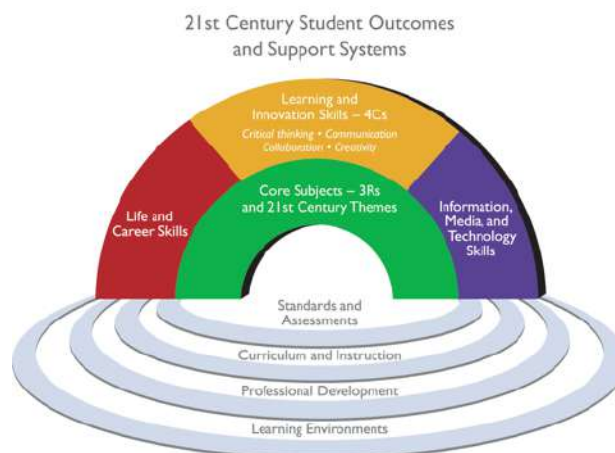 21st Century Student Outcomes
and Support Systems
Learning and
Innovation Skills – 4Cs
Critical thinking • Communication
Collaboration • Creativity
Core Subjects – 3Rs
and 21st Century Themes
Life and
Career Skills
Information,
Media, and
Technology
Skills
Standards and
Assessments
Curriculum and Instruction
Professional Development
Learning Environments